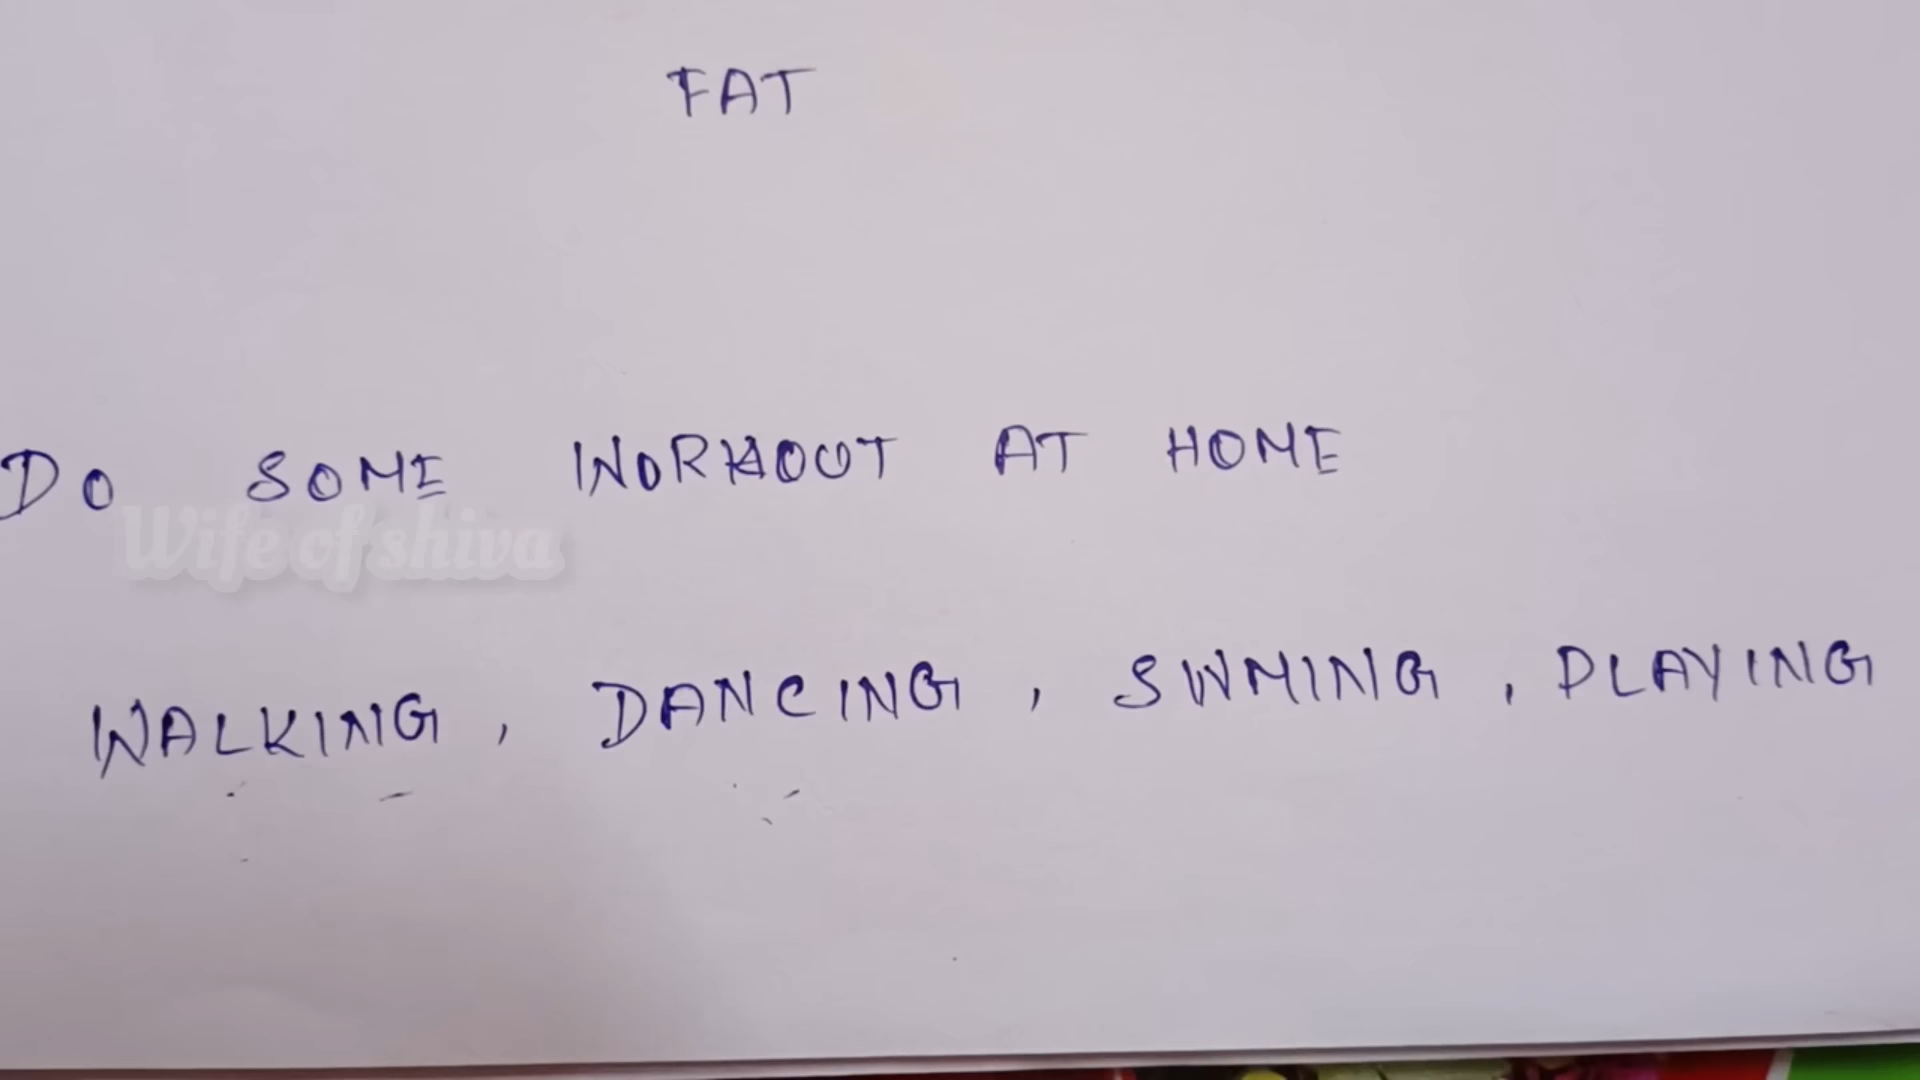 FAT
DO SOME WORKOUT AT HOME
Wife of shiva
WALKING, DANCING, SWMING, PLAYING